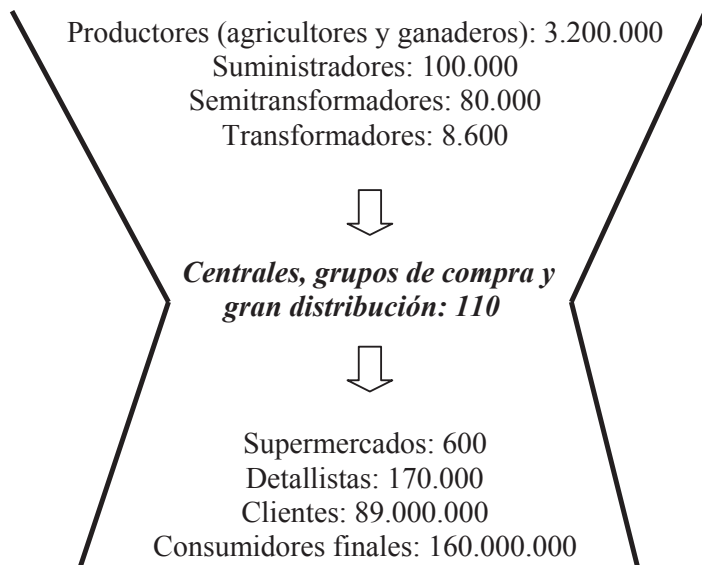 Productores (agricultores y ganaderos): 3.200.000
Suministradores: 100.000
Semitransformadores: 80.000
Transformadores: 8.600
Centrales, grupos de compra y
gran distribución: 110
Supermercados: 600
Detallistas: 170.000
Clientes: 89.000.000
Consumidores finales: 160.000.000